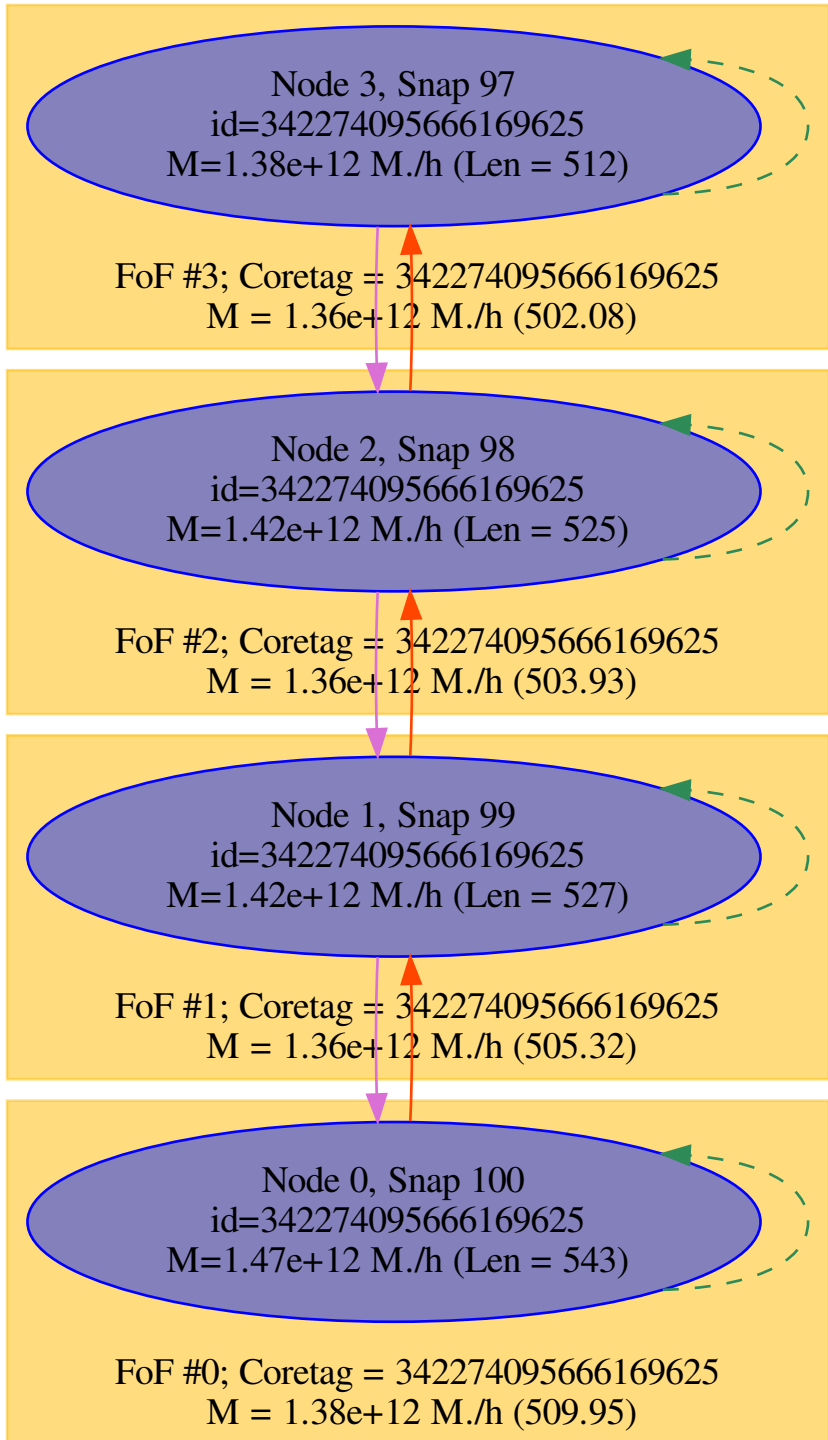 Node 3, Snap 97
id=342274095666169625
M=1.38e+12 M./h (Len = 512)
FoF #3; Coretag = 342274095666169625
M = 1.36e+12 M./h (502.08)
Node 2, Snap 98
id=342274095666169625
M=1.42e+12 M./h (Len = 525)
FoF #2; Coretag = 342274095666169625
M = 1.36e+12 M./h (503.93)
Node 1, Snap 99
id=342274095666169625
M=1.42e+12 M./h (Len = 527)
FoF #1; Coretag = 342274095666169625
M = 1.36e+12 M./h (505.32)
Node 0, Snap 100
id=342274095666169625
M=1.47e+12 M./h (Len = 543)
FoF #0; Coretag = 342274095666169625
M = 1.38e+12 M./h (509.95)